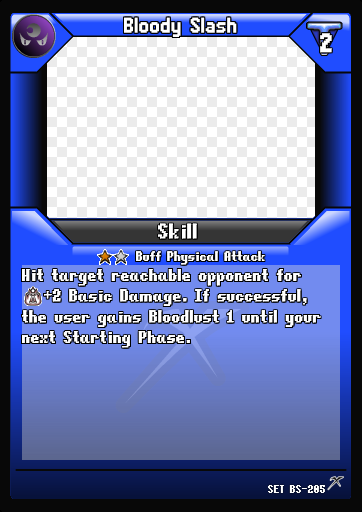 Bloody Slash
2
Skill
Buff Physical Attack
Hit target reachable opponent for
+2 Basic Damage. If successful,
the user gains Bloodlust 1 until your
next Starting Phase.
SET BS-205